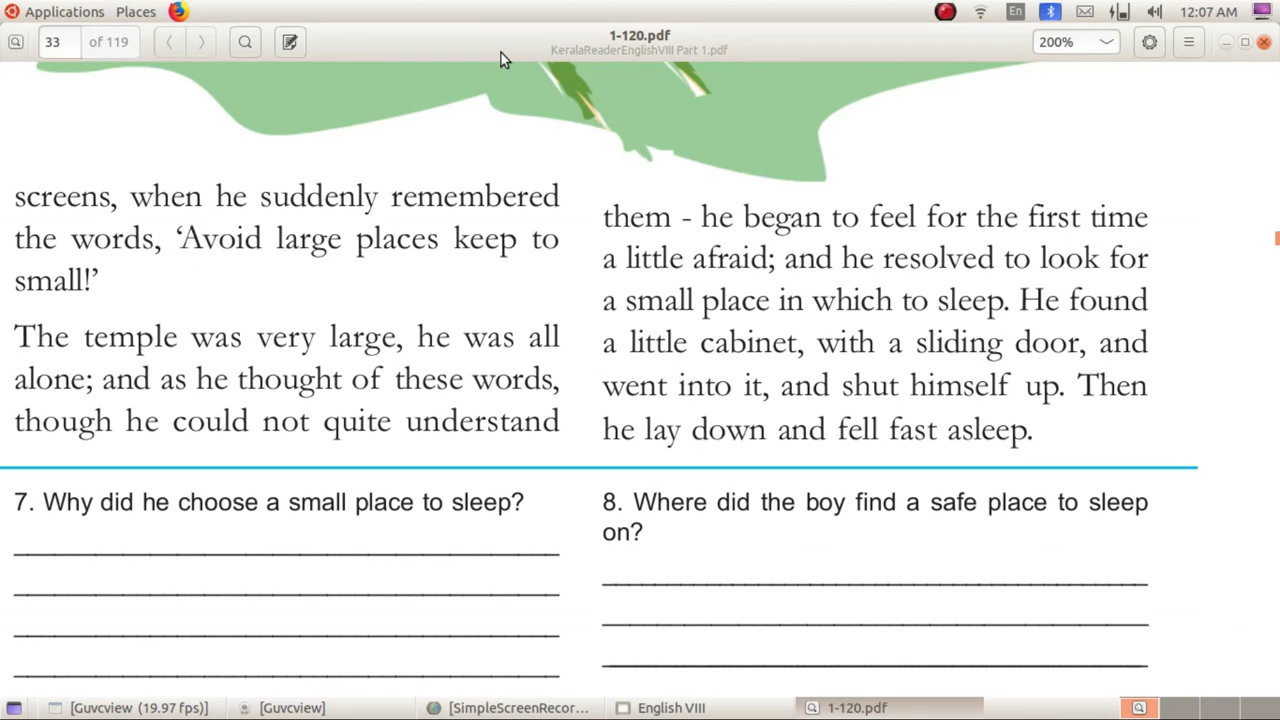 Applications Places En 12:07 AM
33 of 119 1-120.pdf 200%
KeralaReaderEnglishVIII Part 1.pdf
screens, when he suddenly remembered
the words, ‘Avoid large places keep to
small!’
The temple was very large, he was all
alone; and as he thought of these words,
though he could not quite understand
them - he began to feel for the first time
a little afraid; and he resolved to look for
a small place in which to sleep. He found
a little cabinet, with a sliding door, and
went into it, and shut himself up. Then
he lay down and fell fast asleep.
7. Why did he choose a small place to sleep?
8. Where did the boy find a safe place to sleep
on?
[Guvcview (19.97 fps)] [Guvcview] [SimpleScreenRecor... English VIII 1-120.pdf